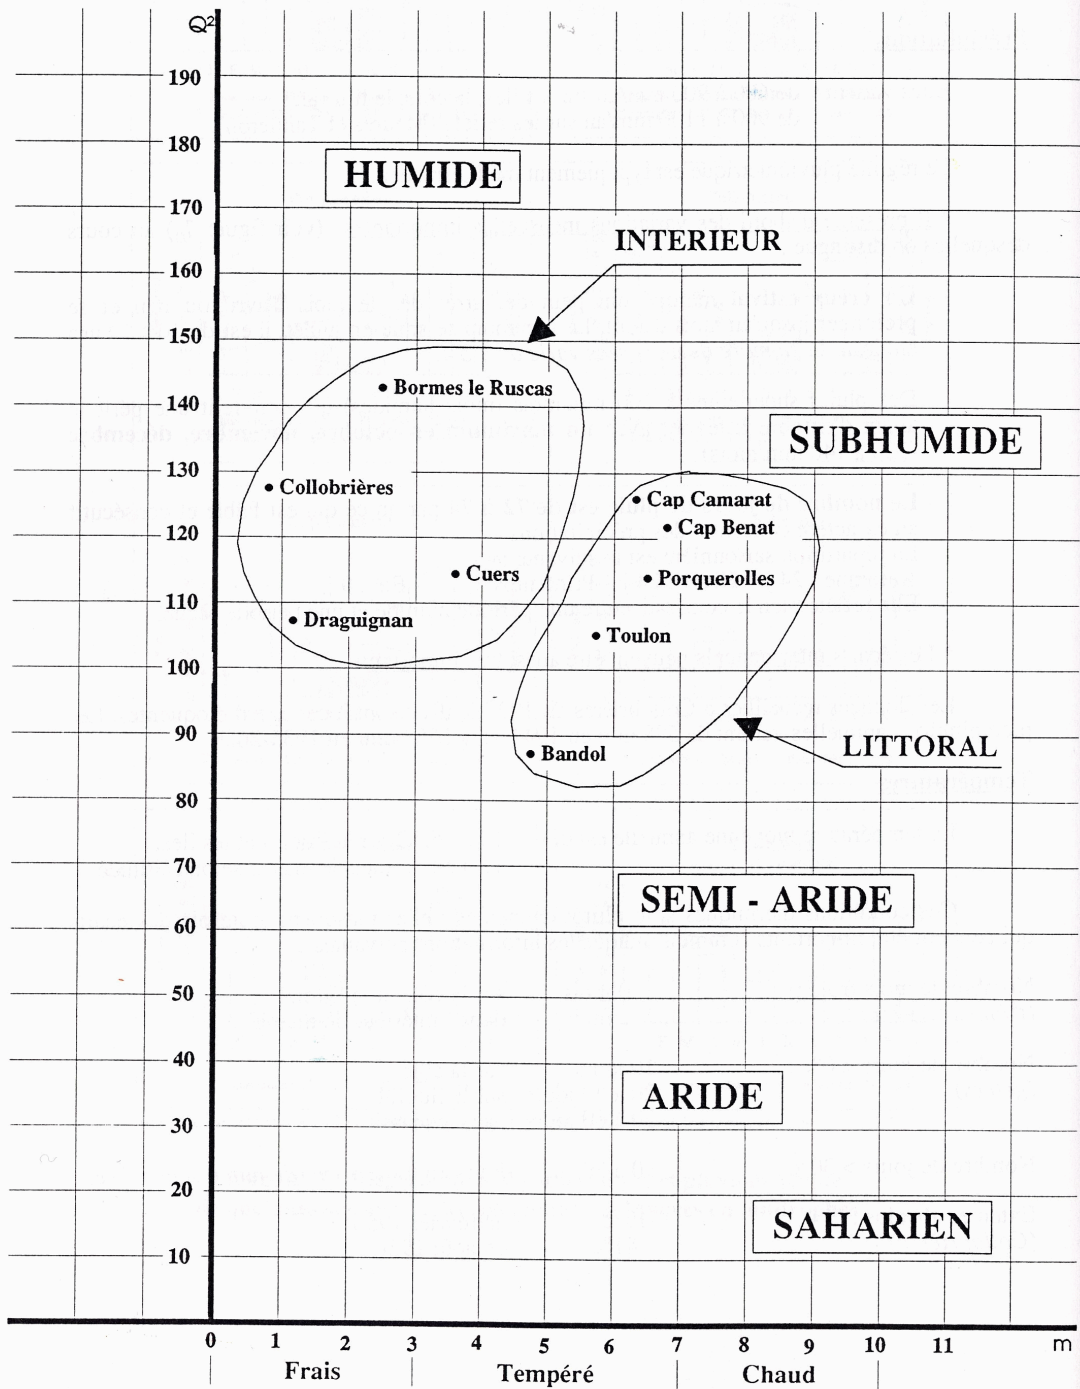 Q²
190
180
HUMIDE
170
INTERIEUR
160
150
Bormes le Ruscas
140
SUBHUMIDE
130
Collobrières
Cap Camarat
Cap Benat
120
Cuers
Porquerolles
110
Draguignan
Toulon
100
90
LITTORAL
Bandol
80
70
SEMI - ARIDE
60
50
40
ARIDE
30
20
SAHARIEN
10
0 1 2 3 4 5 6 7 8 9 10 11 m
Frais Tempéré Chaud